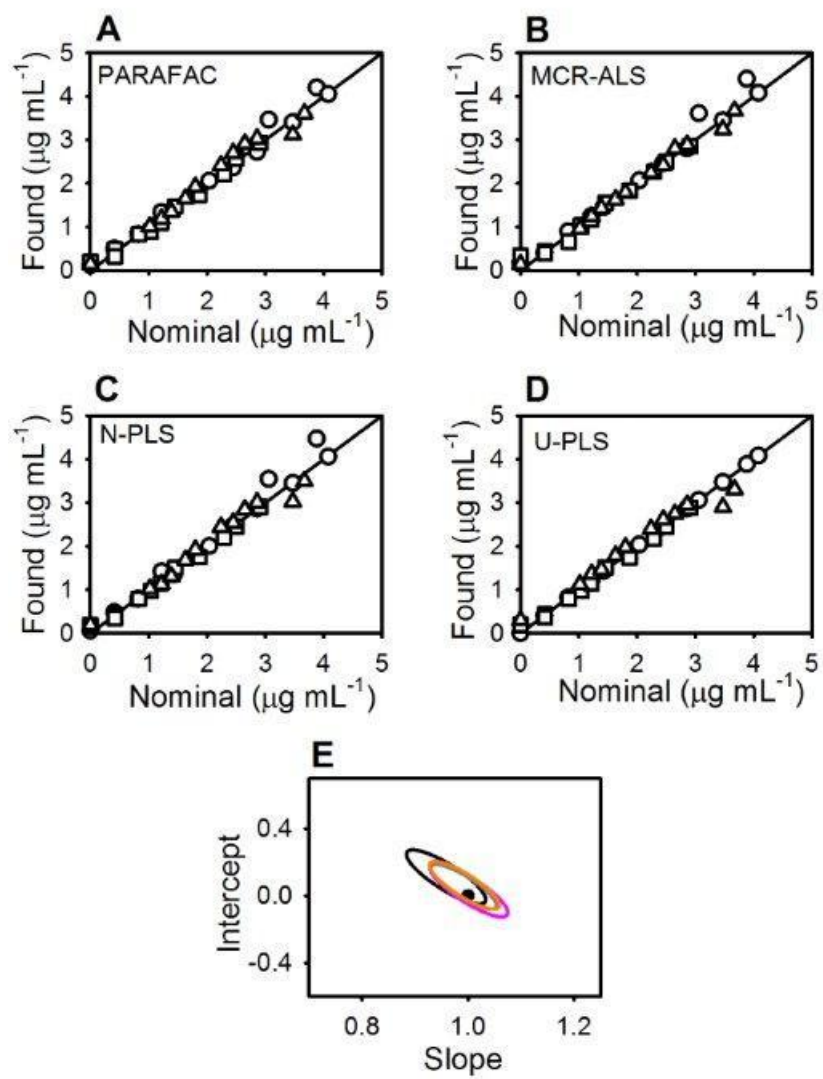 A
PARAFAC
Found (μg mL⁻¹)
5
4
3
2
1
0
0 1 2 3 4 5
Nominal (μg mL⁻¹)
B
MCR-ALS
Found (μg mL⁻¹)
5
4
3
2
1
0
0 1 2 3 4 5
Nominal (μg mL⁻¹)
C
N-PLS
Found (μg mL⁻¹)
5
4
3
2
1
0
0 1 2 3 4 5
Nominal (μg mL⁻¹)
D
U-PLS
Found (μg mL⁻¹)
5
4
3
2
1
0
0 1 2 3 4 5
Nominal (μg mL⁻¹)
E
Intercept
0.4
0.0
-0.4
0.8 1.0 1.2
Slope